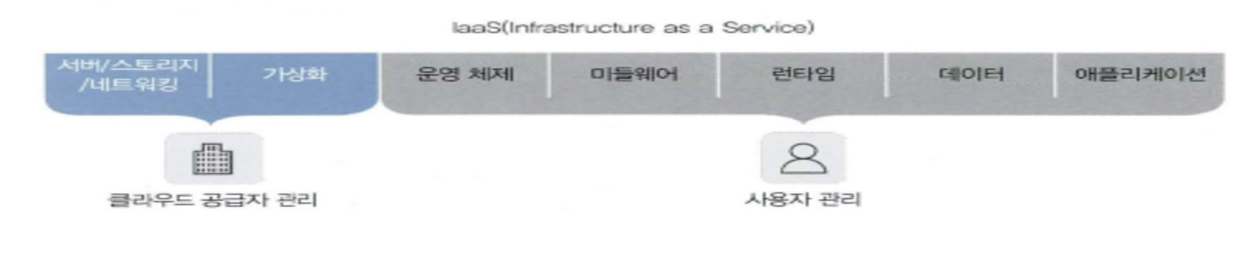 IaaS(Infrastructure as a Service)
서버/스토리지
/네트워킹
가상화
운영 체제
미들웨어
런타임
데이터
애플리케이션
클라우드 공급자 관리
사용자 관리